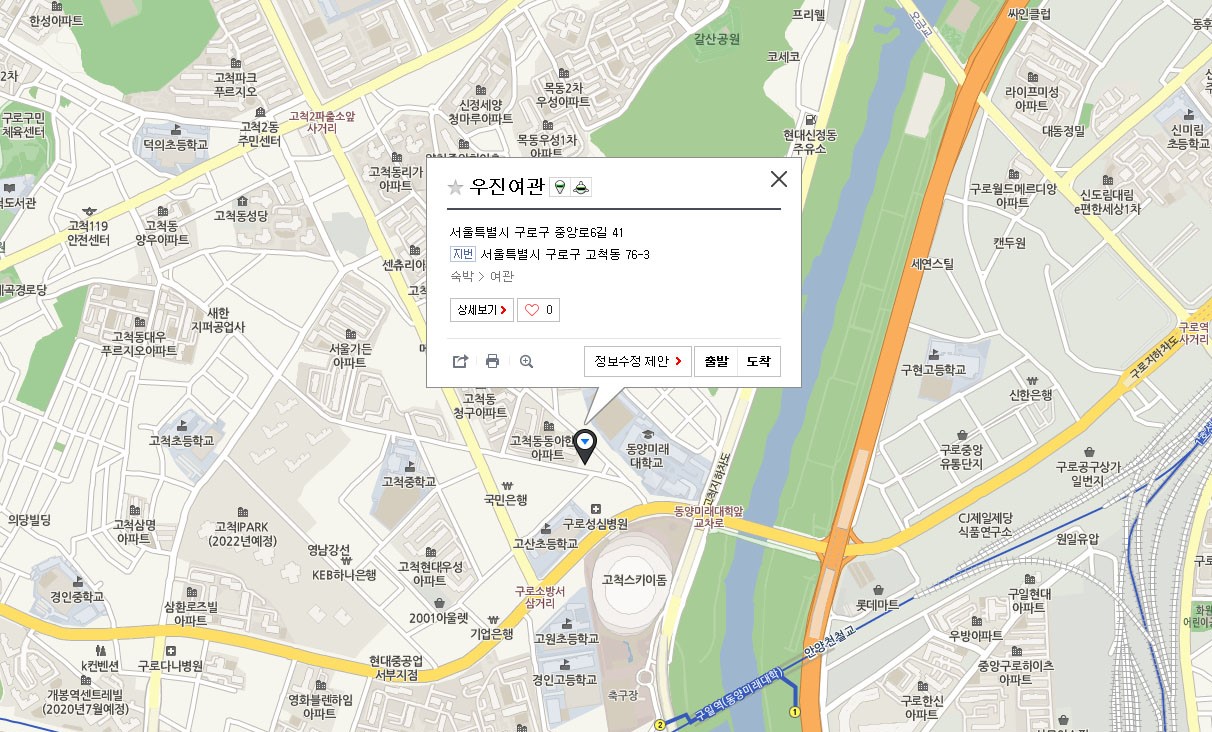 한성아파트
프리웰
싸인클럽
오금교
갈산공원
코세코
고척파크
푸르지오
목동2차
우성아파트
라이프미성
아파트
신정세양
청마루아파트
구로구민
체육센터
고척2동
주민센터
고척2파출소앞
사거리
덕의초등학교
목동우성1차
아파트
현대신정동
주유소
대동정밀
신미림
초등학교
고척동리가
아파트
구로월드메르디앙
아파트
신도림대림
e편한세상1차
척도서관
고척119
안전센터
고척동
양우아파트
고척동성당
우진여관
서울특별시 구로구 중앙로6길 41
지번 서울특별시 구로구 고척동 76-3
숙박 > 여관
상세보기
0
정보수정 제안
출발
도착
캔두원
세연스틸
새한
지퍼공업사
고척동대우
푸르지오아파트
서울가든
아파트
구로역
사거리
구로지하차도
구현고등학교
신한은행
고척동
청구아파트
고척초등학교
동양미래
대학교
고척지하차도
구로중앙
유통단지
구로공구상가
일번지
고척중학교
국민은행
의당빌딩
고척삼명
아파트
고척IPARK
(2022년예정)
구로성심병원
동양미래대학앞
교차로
CJ제일제당
식품연구소
원일유압
고산초등학교
영남강선
KEB하나은행
고척현대우성
아파트
고척스카이돔
경인중학교
삼환로즈빌
아파트
구로소방서
삼거리
2001아울렛
기업은행
롯데마트
구일현대
아파트
우방아파트
안양천철교
고원초등학교
k컨벤션
구로다니병원
현대중공업
서부지점
경인고등학교
중앙구로하이츠
아파트
개봉역센트레빌
(2020년7월예정)
영화블렌하임
아파트
축구장
구일역(동양미래대학)
구로한신
아파트
2
1